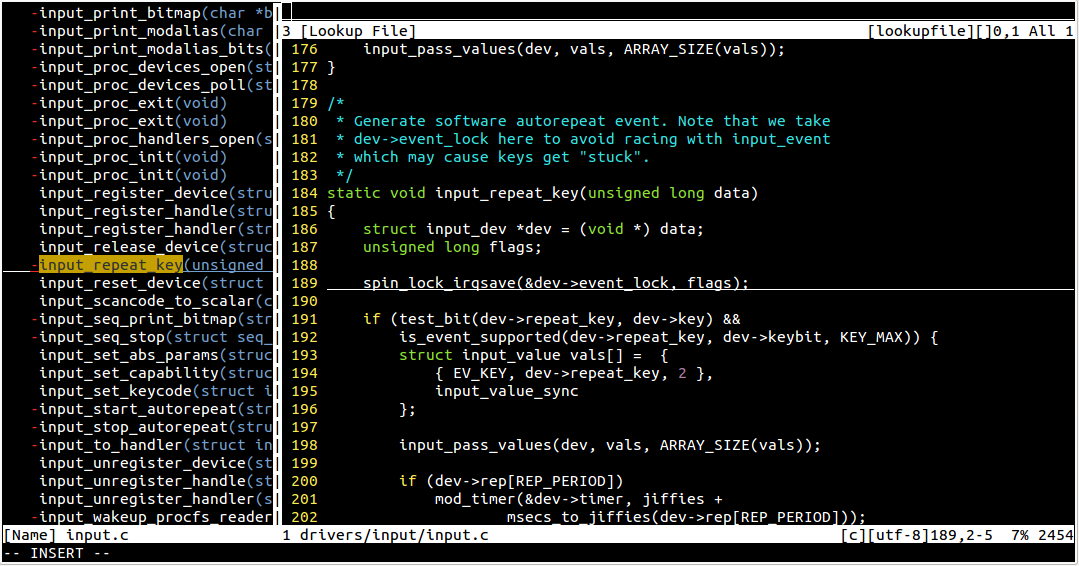 -input_print_bitmap(char *b
-input_print_modalias(char
-input_print_modalias_bits(
-input_proc_devices_open(st
-input_proc_devices_poll(st
-input_proc_exit(void)
-input_proc_exit(void)
-input_proc_handlers_open(s
-input_proc_init(void)
-input_proc_init(void)
input_register_device(stru
input_register_handle(stru
input_register_handler(str
input_release_device(struc
-input_repeat_key(unsigned
input_reset_device(struct
input_scancode_to_scalar(c
-input_seq_print_bitmap(str
-input_seq_stop(struct seq_
input_set_abs_params(struc
input_set_capability(struc
input_set_keycode(struct i
-input_start_autorepeat(str
-input_stop_autorepeat(stru
-input_to_handler(struct in
input_unregister_device(st
input_unregister_handle(st
input_unregister_handler(s
-input_wakeup_procfs_reader
[Name] input.c
3 [Lookup File] [lookupfile][]0,1 All 1
176     input_pass_values(dev, vals, ARRAY_SIZE(vals));
177 }
178
179 /*
180  * Generate software autorepeat event. Note that we take
181  * dev->event_lock here to avoid racing with input_event
182  * which may cause keys get "stuck".
183  */
184 static void input_repeat_key(unsigned long data)
185 {
186     struct input_dev *dev = (void *) data;
187     unsigned long flags;
188
189     spin_lock_irqsave(&dev->event_lock, flags);
190
191     if (test_bit(dev->repeat_key, dev->key) &&
192         is_event_supported(dev->repeat_key, dev->keybit, KEY_MAX)) {
193         struct input_value vals[] =  {
194             { EV_KEY, dev->repeat_key, 2 },
195             input_value_sync
196         };
197
198         input_pass_values(dev, vals, ARRAY_SIZE(vals));
199
200         if (dev->rep[REP_PERIOD])
201             mod_timer(&dev->timer, jiffies +
202                     msecs_to_jiffies(dev->rep[REP_PERIOD]));
1 drivers/input/input.c [c][utf-8]189,2-5  7% 2454
-- INSERT --